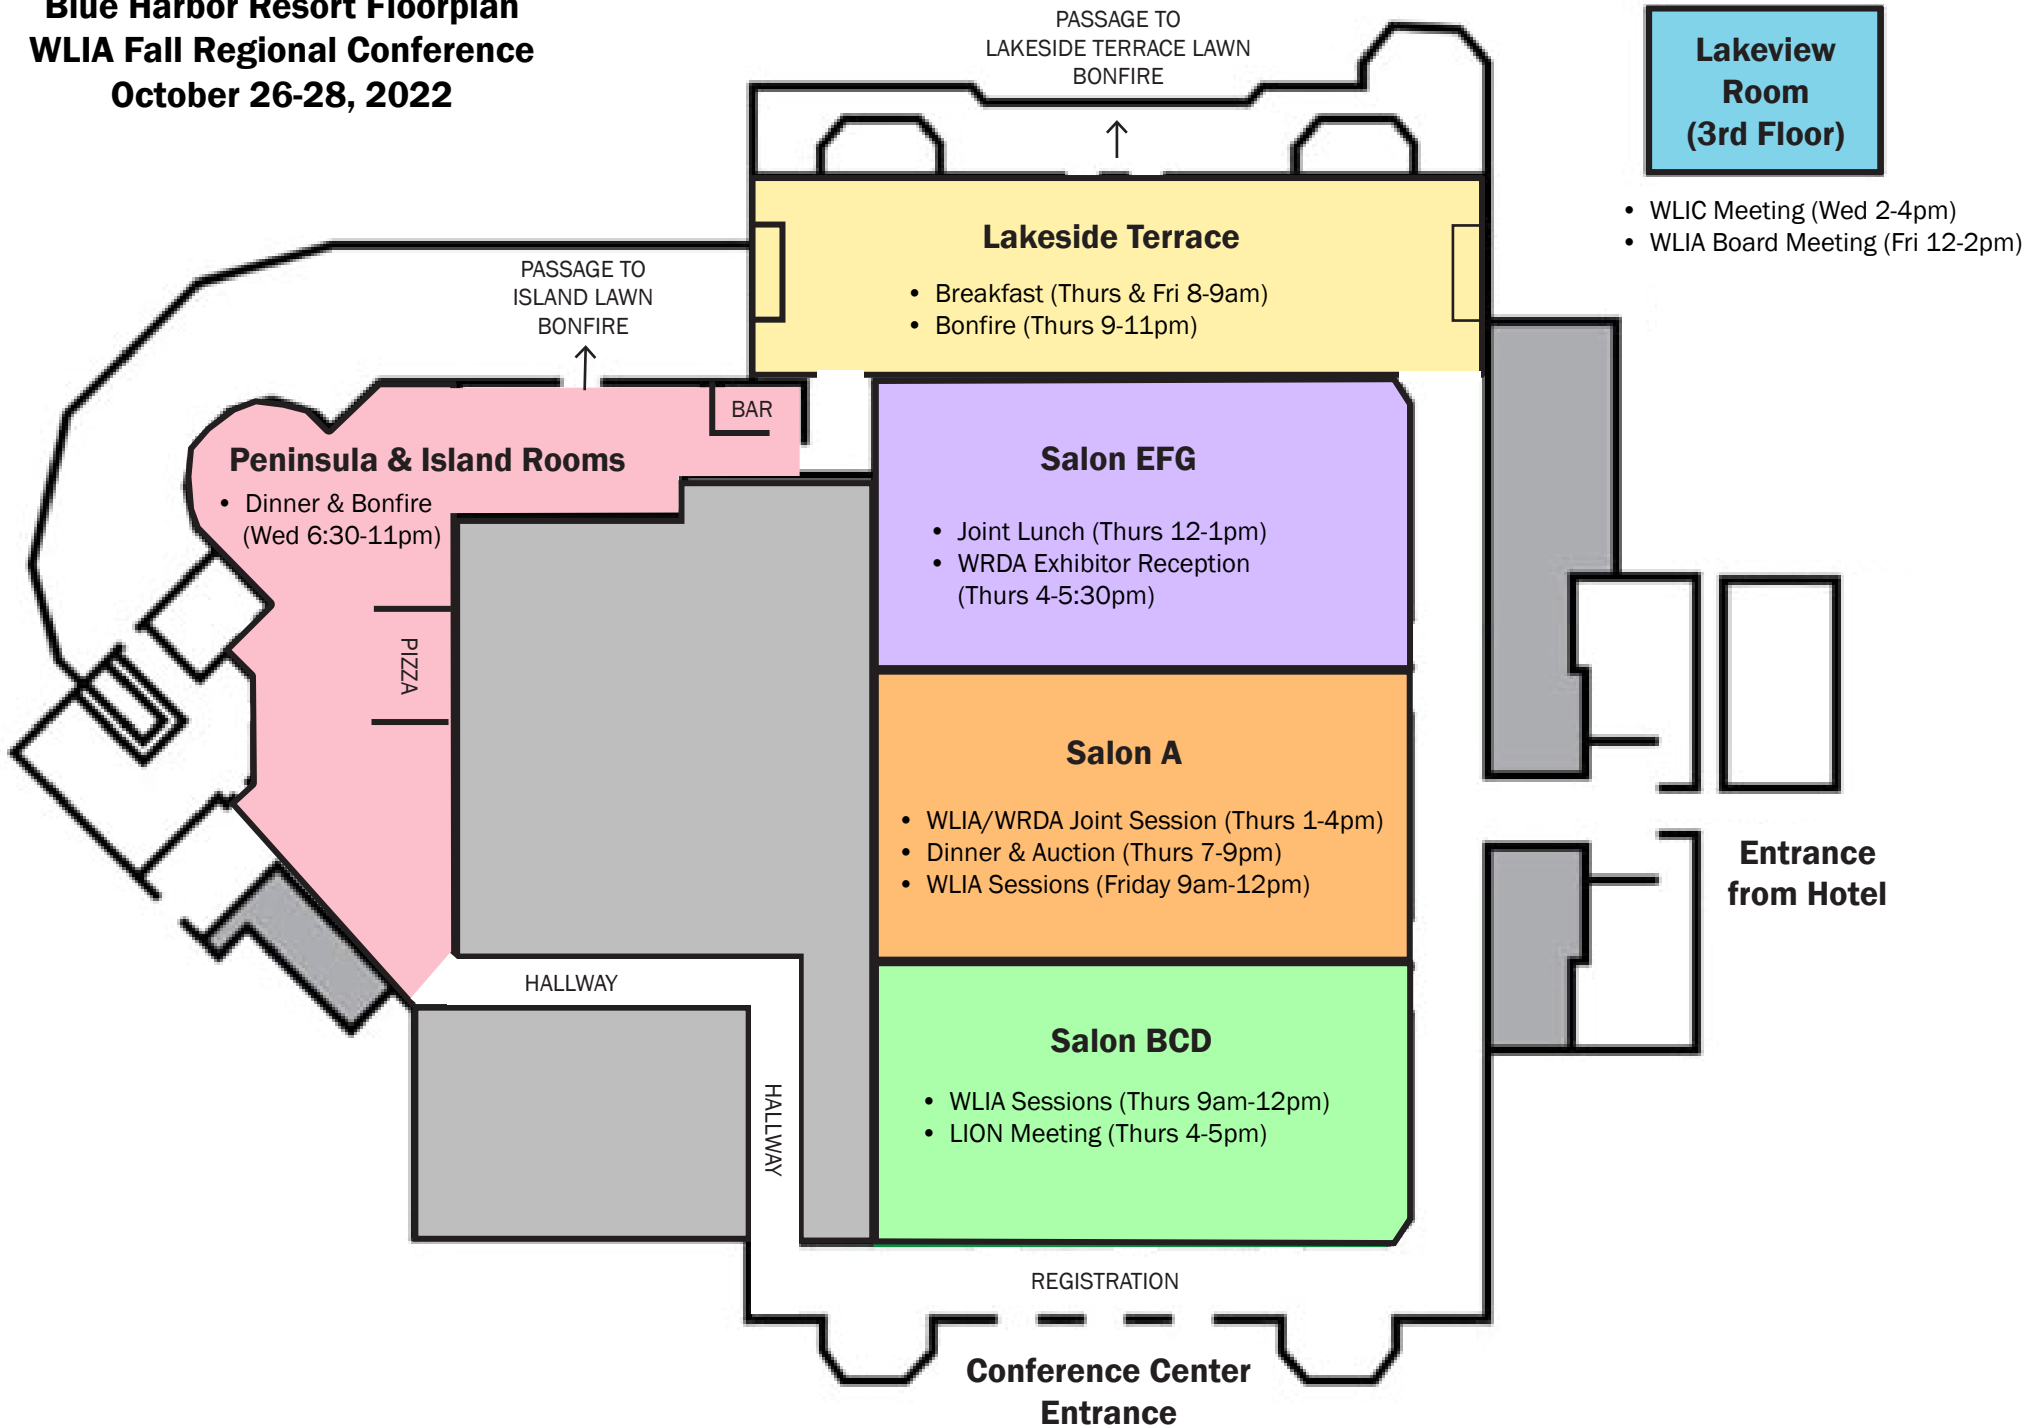 Blue Harbor Resort Floorplan
WLIA Fall Regional Conference
October 26-28, 2022
PASSAGE TO
LAKESIDE TERRACE LAWN
BONFIRE
Lakeview
Room
(3rd Floor)
• WLIC Meeting (Wed 2-4pm)
• WLIA Board Meeting (Fri 12-2pm)
Lakeside Terrace
• Breakfast (Thurs & Fri 8-9am)
• Bonfire (Thurs 9-11pm)
PASSAGE TO
ISLAND LAWN
BONFIRE
BAR
Peninsula & Island Rooms
• Dinner & Bonfire
(Wed 6:30-11pm)
PIZZA
Salon EFG
• Joint Lunch (Thurs 12-1pm)
• WRDA Exhibitor Reception
(Thurs 4-5:30pm)
Salon A
• WLIA/WRDA Joint Session (Thurs 1-4pm)
• Dinner & Auction (Thurs 7-9pm)
• WLIA Sessions (Friday 9am-12pm)
Entrance
from Hotel
HALLWAY
HALLWAY
Salon BCD
• WLIA Sessions (Thurs 9am-12pm)
• LION Meeting (Thurs 4-5pm)
REGISTRATION
Conference Center
Entrance